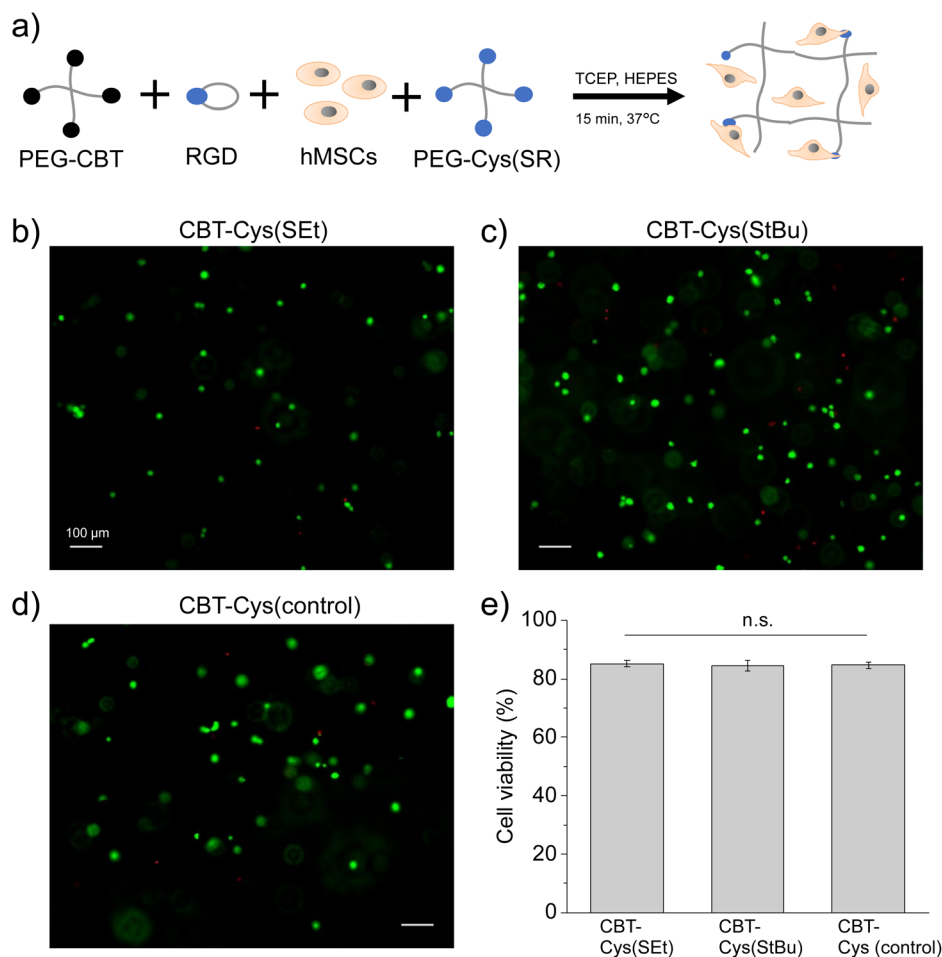 a)
TCEP, HEPES
15 min, 37ºC
PEG-CBT
RGD
hMSCs
PEG-Cys(SR)
b)
CBT-Cys(SEt)
100 µm
c)
CBT-Cys(StBu)
d)
CBT-Cys(control)
e)
n.s.
Cell viability (%)
100
80
60
40
20
0
CBT-
Cys(SEt)
CBT-
Cys(StBu)
CBT-
Cys (control)